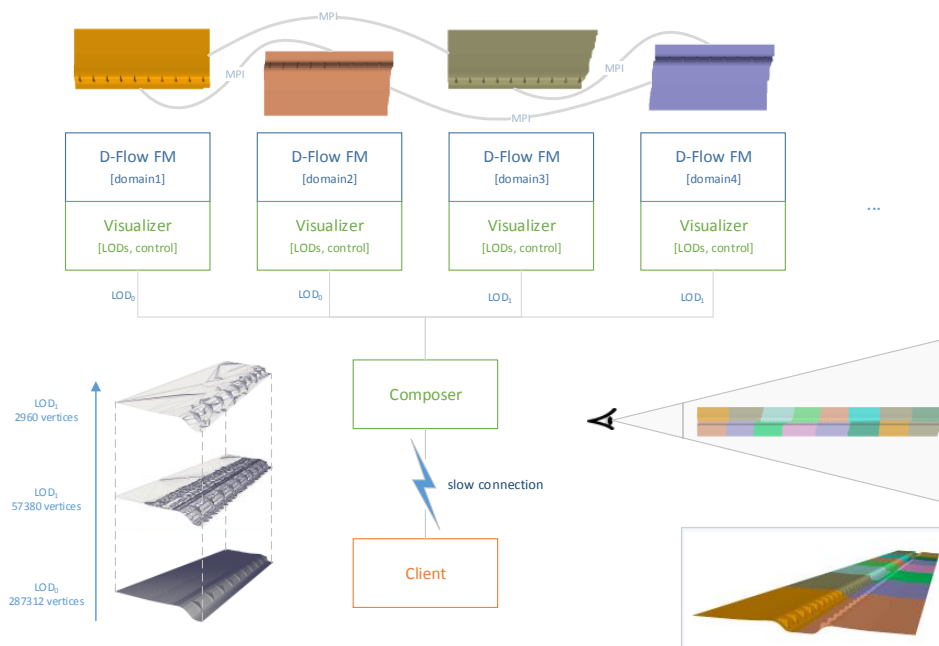 MPI
MPI
MPI
MPI
D-Flow FM
[domain1]
Visualizer
[LODs, control]
D-Flow FM
[domain2]
Visualizer
[LODs, control]
D-Flow FM
[domain3]
Visualizer
[LODs, control]
D-Flow FM
[domain4]
Visualizer
[LODs, control]
...
LOD₀
LOD₀
LOD₁
LOD₁
Composer
slow connection
Client
LOD₁
2960 vertices
LOD₁
57380 vertices
LOD₀
287312 vertices